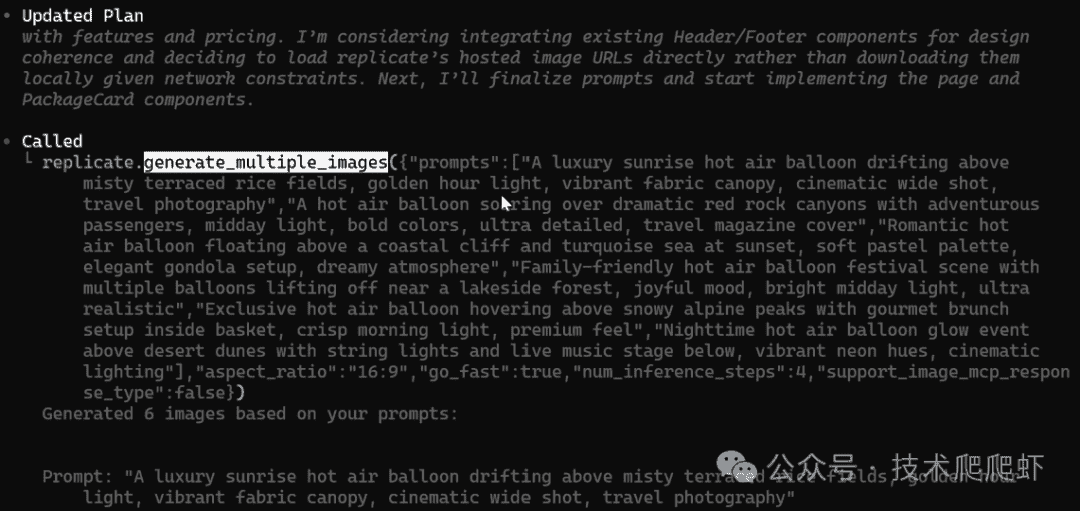 • Updated Plan
with features and pricing. I'm considering integrating existing Header/Footer components for design
coherence and deciding to load replicate's hosted image URLs directly rather than downloading them
locally given network constraints. Next, I'll finalize prompts and start implementing the page and
PackageCard components.
• Called
└ replicate.generate_multiple_images({"prompts":["A luxury sunrise hot air balloon drifting above
misty terraced rice fields, golden hour light, vibrant fabric canopy, cinematic wide shot,
travel photography","A hot air balloon soaring over dramatic red rock canyons with adventurous
passengers, midday light, bold colors, ultra detailed, travel magazine cover","Romantic hot
air balloon floating above a coastal cliff and turquoise sea at sunset, soft pastel palette,
elegant gondola setup, dreamy atmosphere","Family-friendly hot air balloon festival scene with
multiple balloons lifting off near a lakeside forest, joyful mood, bright midday light, ultra
realistic","Exclusive hot air balloon hovering above snowy alpine peaks with gourmet brunch
setup inside basket, crisp morning light, premium feel","Nighttime hot air balloon glow event
above desert dunes with string lights and live music stage below, vibrant neon hues, cinematic
lighting"],"aspect_ratio":"16:9","go_fast":true,"num_inference_steps":4,"support_image_mcp_respon
se_type":false})
Generated 6 images based on your prompts:
Prompt: "A luxury sunrise hot air balloon drifting above misty terraced rice fields, golden hour
light, vibrant fabric canopy, cinematic wide shot, travel photography"
公众号 · 技术爬爬虾